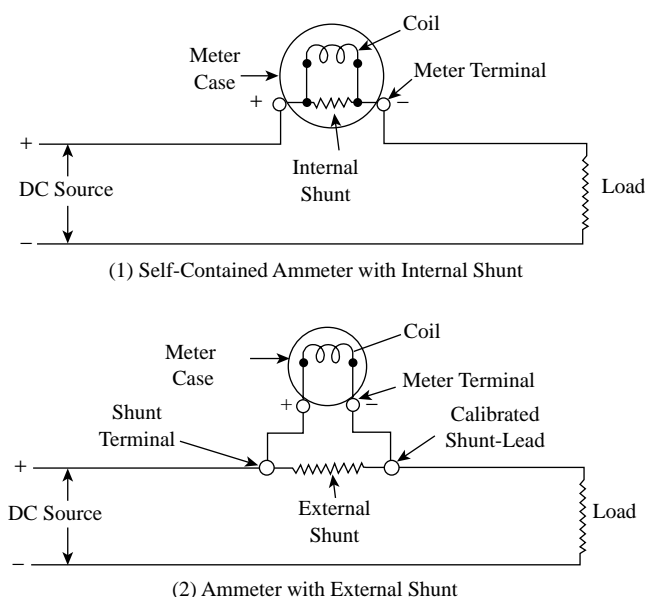 Coil
Meter
Case
Meter Terminal
+
−
Internal
Shunt
+
DC Source
−
Load
(1) Self-Contained Ammeter with Internal Shunt
Coil
Meter
Case
Meter Terminal
+
−
Shunt
Terminal
Calibrated
Shunt-Lead
+
DC Source
−
External
Shunt
Load
(2) Ammeter with External Shunt